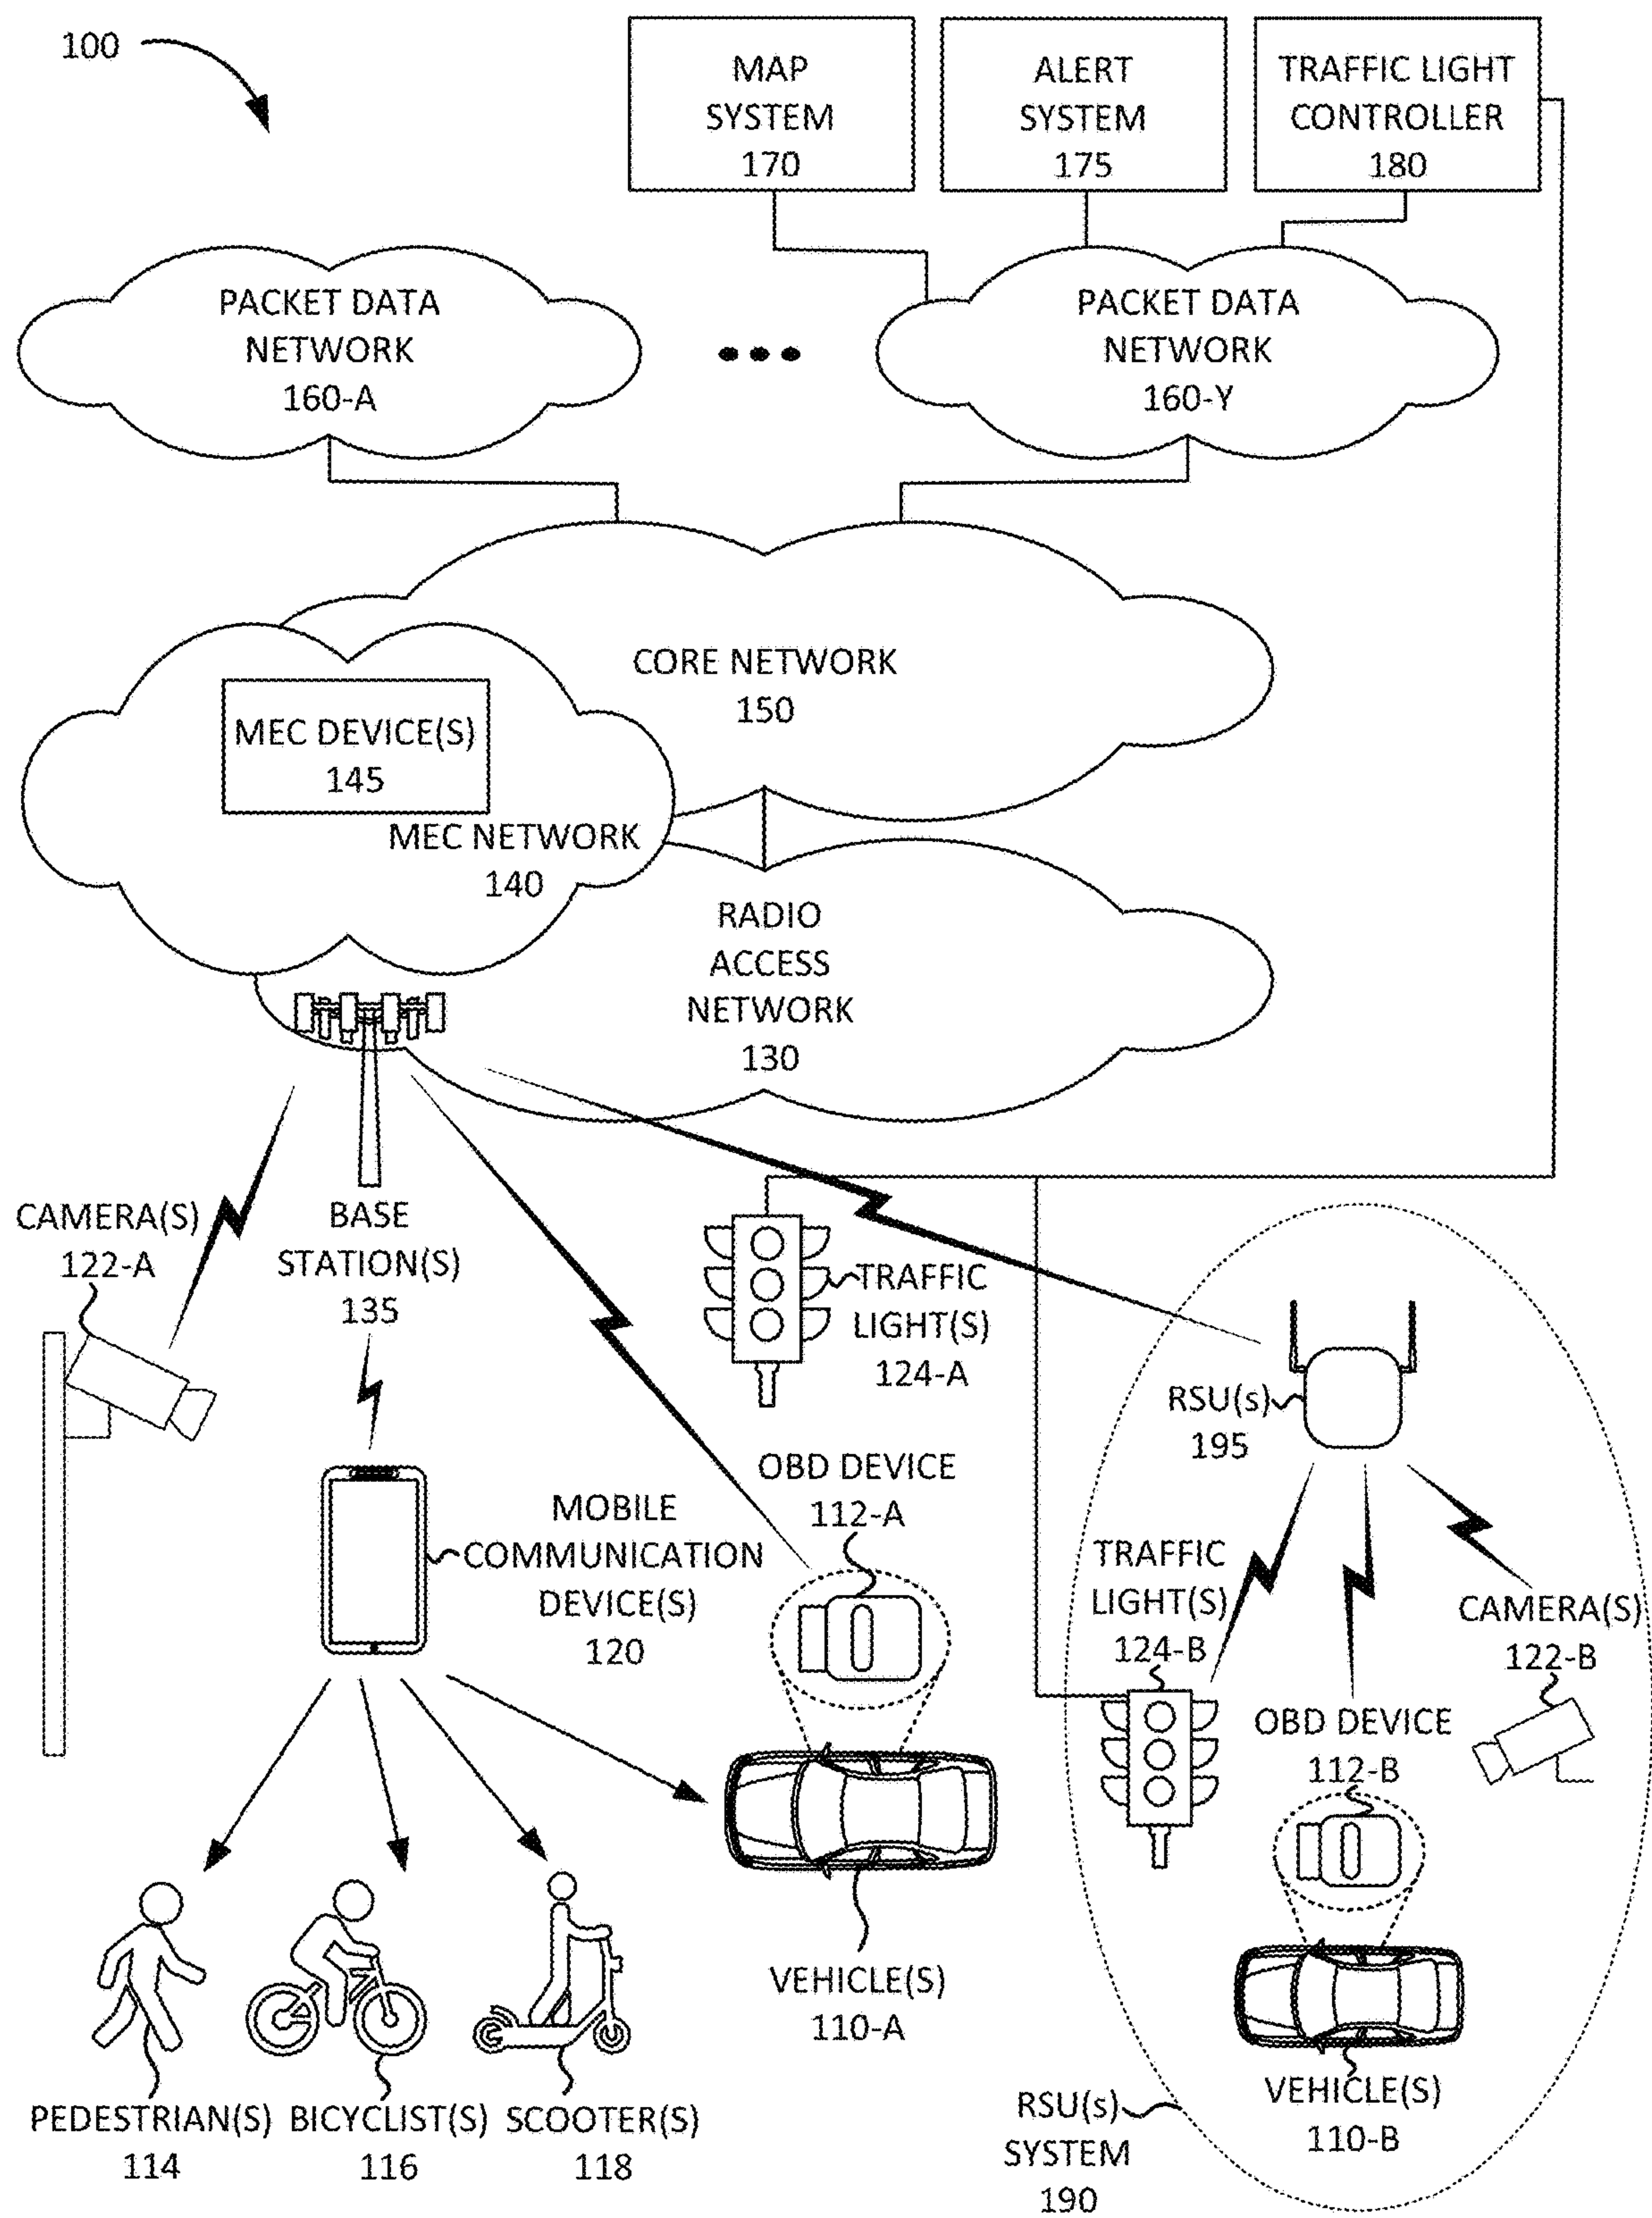 100
MAP
SYSTEM
170
ALERT
SYSTEM
175
TRAFFIC LIGHT
CONTROLLER
180
PACKET DATA
NETWORK
160-A
PACKET DATA
NETWORK
160-Y
CORE NETWORK
150
MEC DEVICE(S)
145
MEC NETWORK
140
RADIO
ACCESS
NETWORK
130
CAMERA(S)
122-A
BASE
STATION(S)
135
TRAFFIC
LIGHT(S)
124-A
RSU(s)
195
OBD DEVICE
112-A
MOBILE
COMMUNICATION
DEVICE(S)
120
TRAFFIC
LIGHT(S)
124-B
CAMERA(S)
122-B
OBD DEVICE
112-B
VEHICLE(S)
110-A
PEDESTRIAN(S)
114
BICYCLIST(S)
116
SCOOTER(S)
118
RSU(s)
SYSTEM
190
VEHICLE(S)
110-B